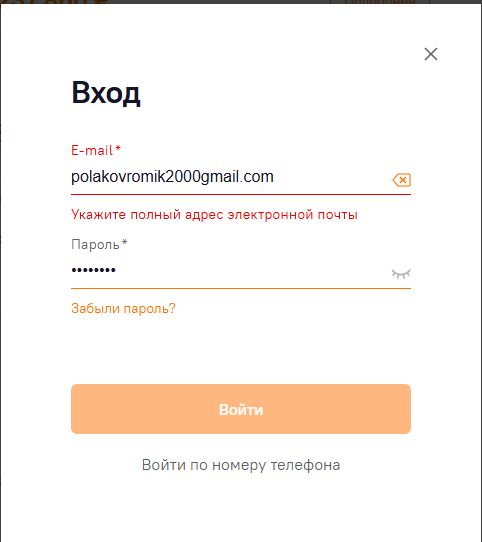 Вход
E-mail *
polakovromik2000gmail.com
Укажите полный адрес электронной почты
Пароль *
••••••••
Забыли пароль?
Войти
Войти по номеру телефона